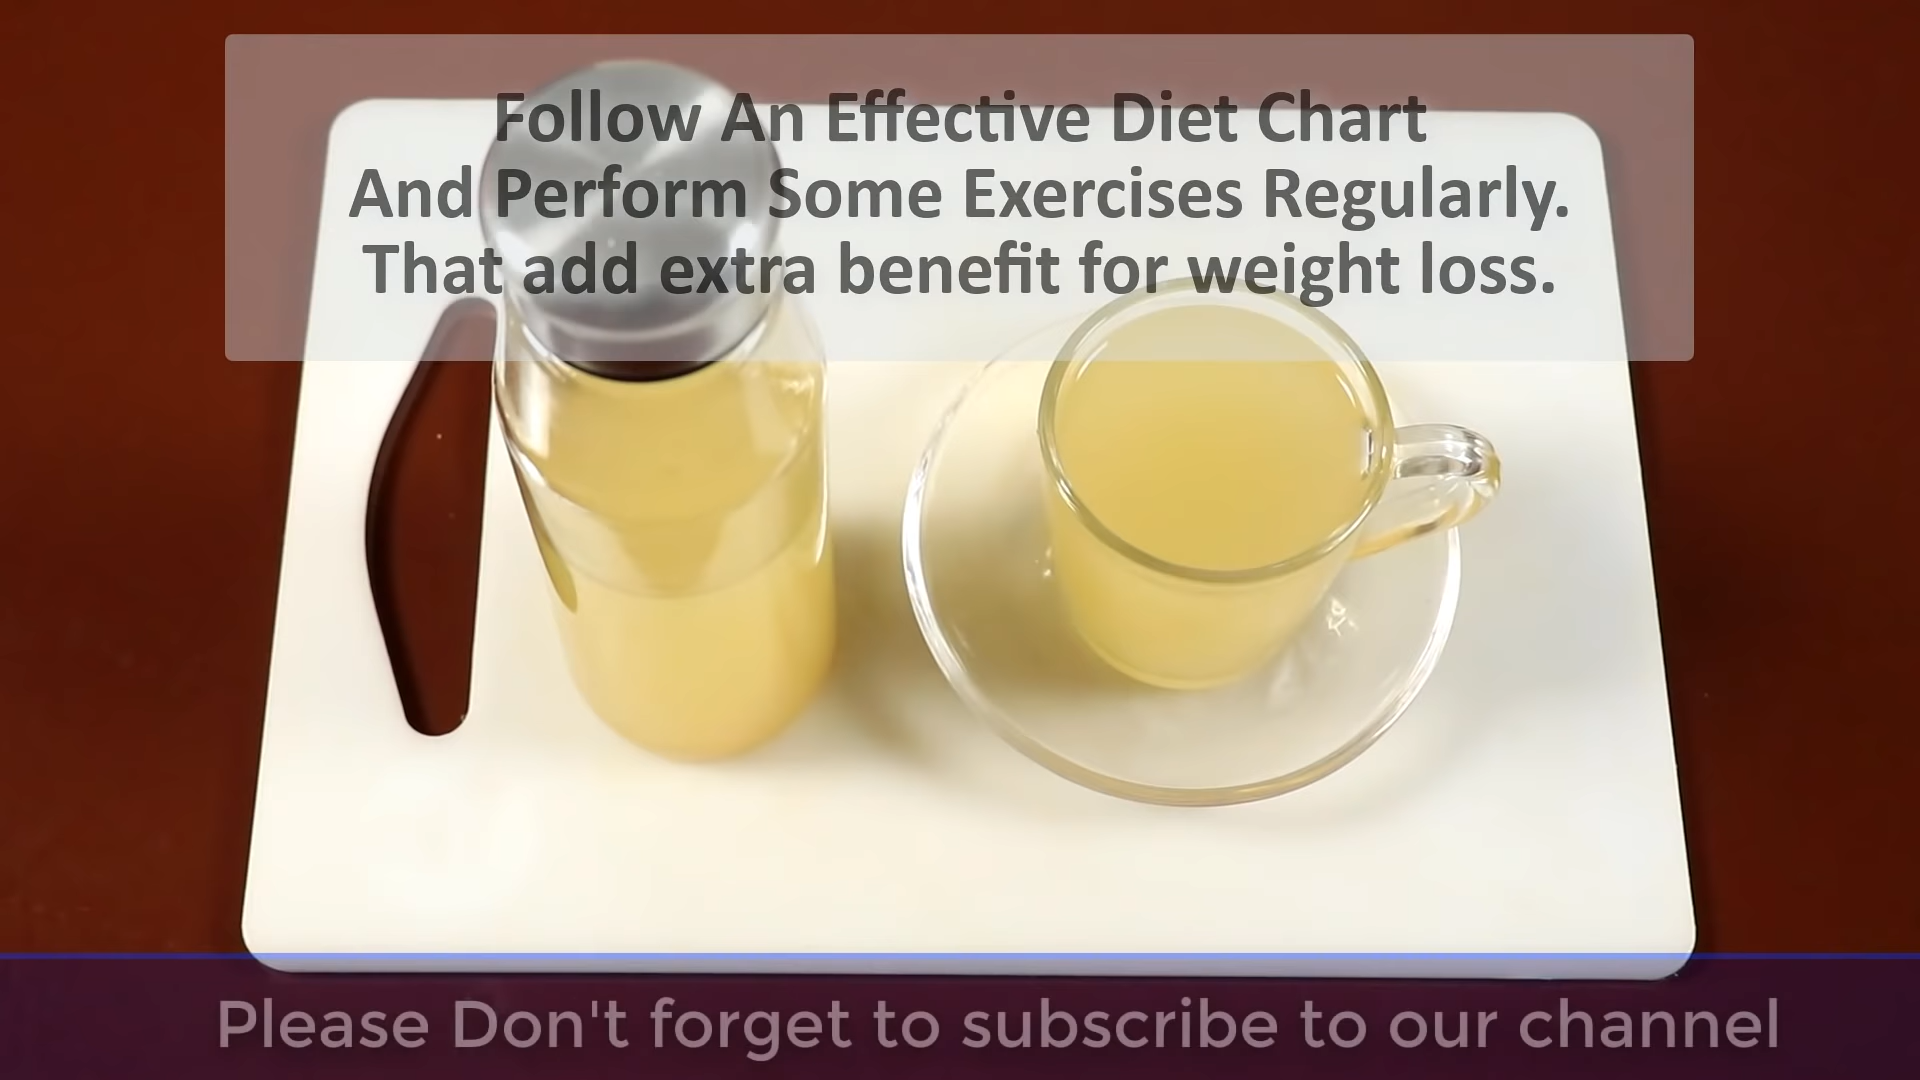 Follow An Effective Diet Chart
And Perform Some Exercises Regularly.
That add extra benefit for weight loss.
Please Don't forget to subscribe to our channel